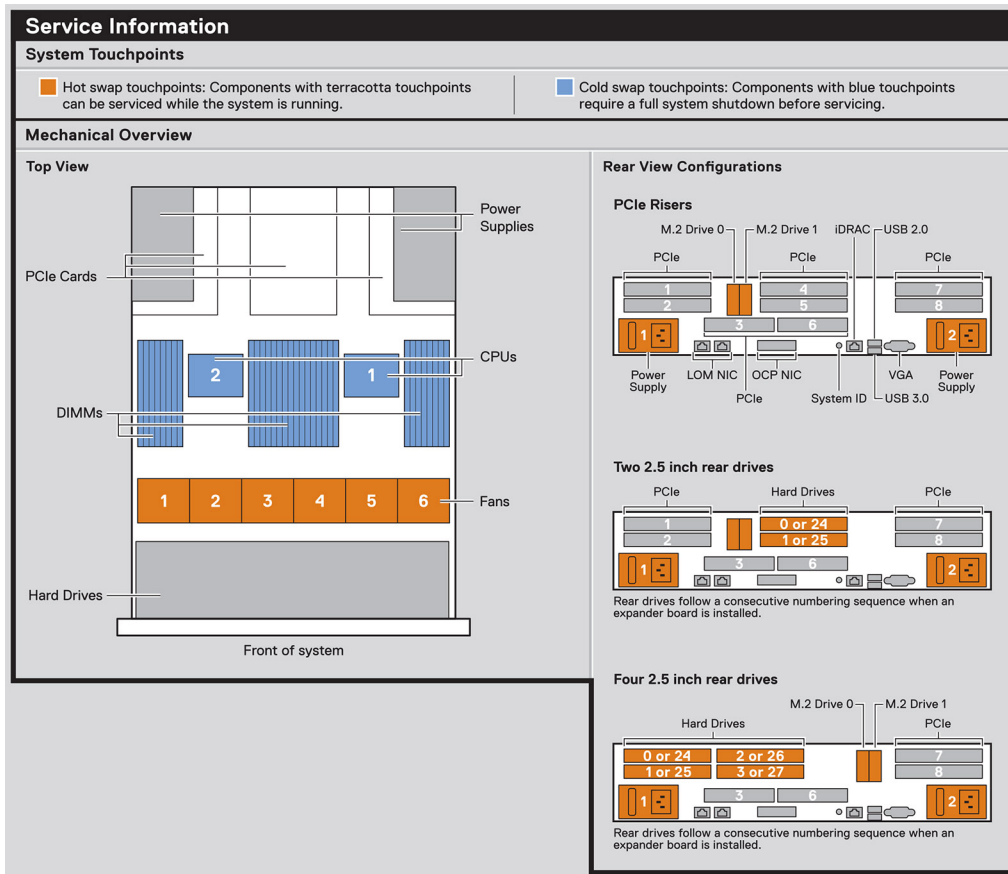 Service Information
System Touchpoints
Hot swap touchpoints: Components with terracotta touchpoints
can be serviced while the system is running.
Cold swap touchpoints: Components with blue touchpoints
require a full system shutdown before servicing.
Mechanical Overview
Top View
Power
Supplies
PCIe Cards
CPUs
2
1
DIMMs
1 2 3 4 5 6
Fans
Hard Drives
Front of system
Rear View Configurations
PCIe Risers
M.2 Drive 0 M.2 Drive 1 iDRAC USB 2.0
PCIe PCIe PCIe
1 4 7
2 5 8
1 3 6 2
Power
Supply
LOM NIC OCP NIC VGA
Power
Supply
PCIe System ID USB 3.0
Two 2.5 inch rear drives
PCIe Hard Drives PCIe
1 0 or 24 7
2 1 or 25 8
1 3 6 2
Rear drives follow a consecutive numbering sequence when an
expander board is installed.
Four 2.5 inch rear drives
M.2 Drive 0 M.2 Drive 1
Hard Drives PCIe
0 or 24 2 or 26 7
1 or 25 3 or 27 8
1 3 6 2
Rear drives follow a consecutive numbering sequence when an
expander board is installed.